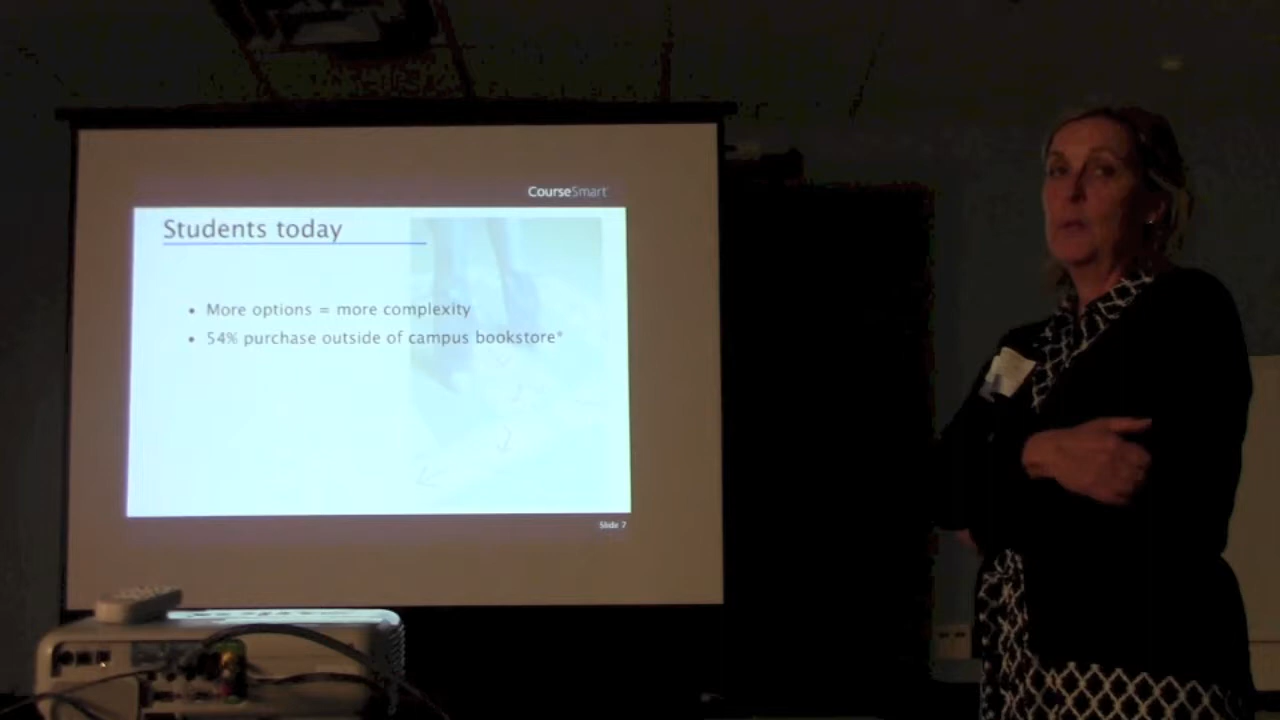 CourseSmart
Students today
• More options = more complexity
• 54% purchase outside of campus bookstore*
Slide 7